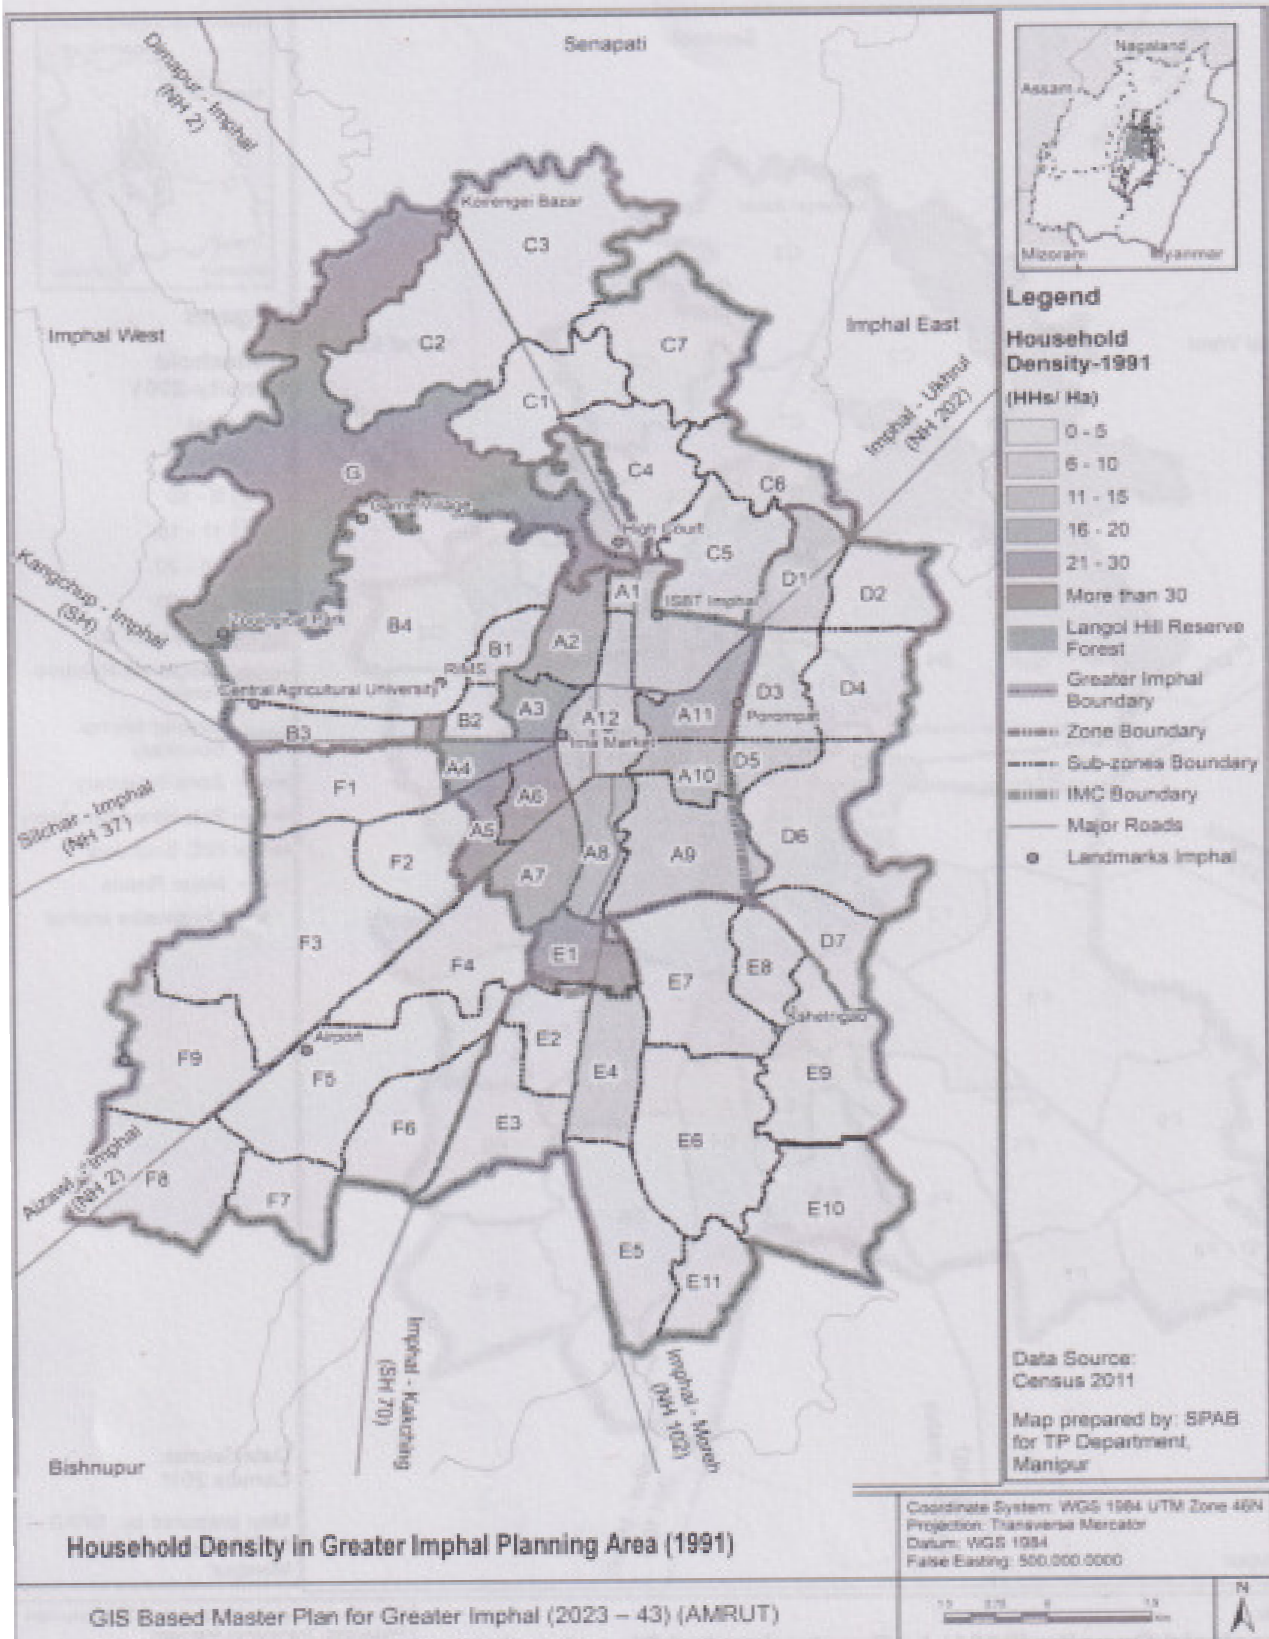 Senapati
Dimapur - Imphal
(NH 2)
Nagaland
Assam
Mizoram
Myanmar
Koirengei Bazar
C3
Legend
Household
Density-1991
(HHs/ Ha)
0 - 5
6 - 10
11 - 15
16 - 20
21 - 30
More than 30
Langol Hill Reserve
Forest
Greater Imphal
Boundary
Zone Boundary
Sub-zones Boundary
IMC Boundary
Major Roads
Landmarks Imphal
Imphal West
Imphal East
C2
C7
C1
Imphal - Ukhrul
(NH 202)
G
C4
C6
Game Village
High Court
C5
Kangchup - Imphal
(SH)
D1
A1
ISBT Imphal
D2
Zoological Park
B4
B1
A2
RIMS
Central Agricultural University
D3
D4
B3
B2
A3
A12
A11
Porompat
Ima Market
A4
D5
F1
A10
A6
Silchar - Imphal
(NH 37)
A5
D6
F2
A7
A8
A9
F3
F4
E1
E7
E8
D7
Sahetrigao
Airport
E2
F9
F5
E4
E9
F6
E3
E6
Aizawl - Imphal
(NH 2)
F8
F7
E10
E5
E11
Imphal - Kakching
(SH 70)
Imphal - Moreh
(NH 102)
Bishnupur
Data Source:
Census 2011
Map prepared by: SPAB
for TP Department,
Manipur
Household Density in Greater Imphal Planning Area (1991)
Coordinate System: WGS 1984 UTM Zone 46N
Projection: Transverse Mercator
Datum: WGS 1984
False Easting: 500,000.0000
GIS Based Master Plan for Greater Imphal (2023 – 43) (AMRUT)
N